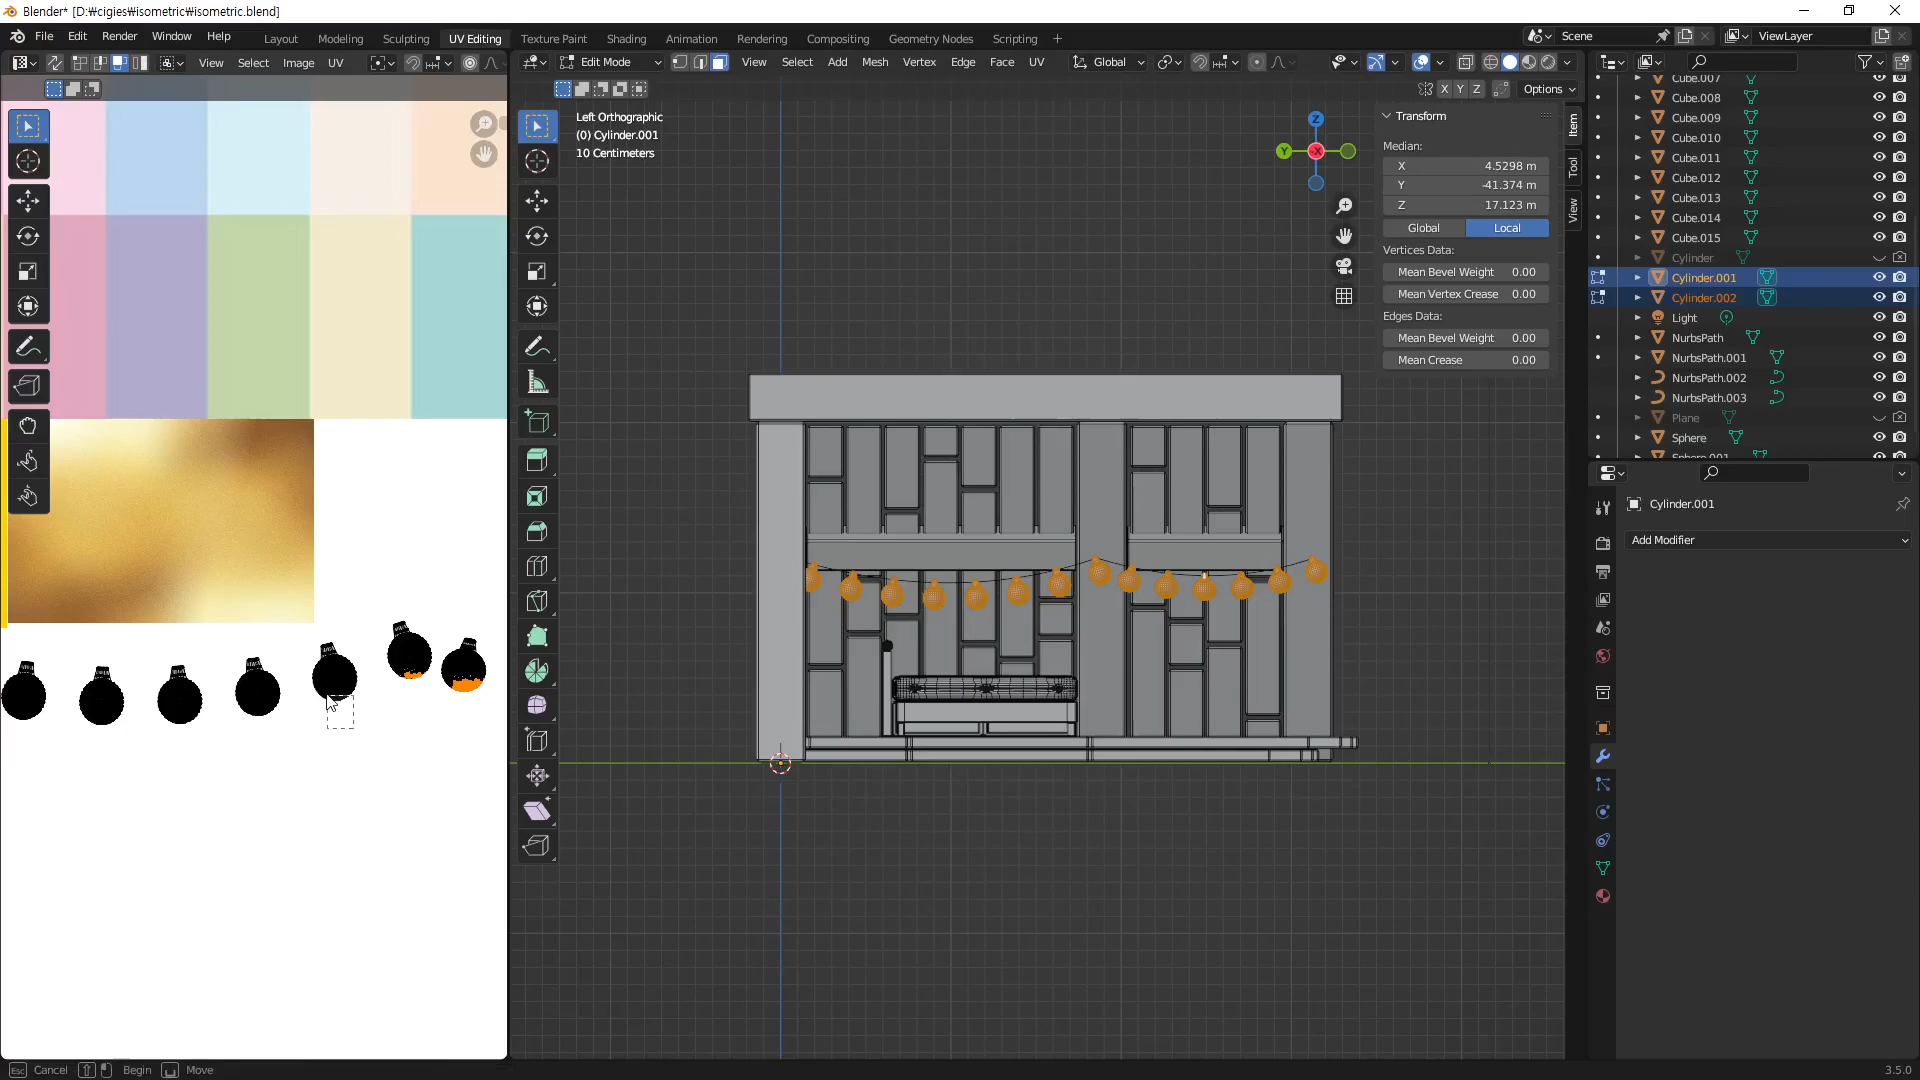 Blender* [D:₩cigies₩isometric₩isometric.blend]
File Edit Render Window Help Layout Modeling Sculpting UV Editing Texture Paint Shading Animation Rendering Compositing Geometry Nodes Scripting + Scene ViewLayer
View Select Image UV Edit Mode View Select Add Mesh Vertex Edge Face UV Global
X Y Z Options
Left Orthographic
(0) Cylinder.001
10 Centimeters
Z
Y
X
Transform
Median:
X 4.5298 m
Y -41.374 m
Z 17.123 m
Global Local
Vertices Data:
Mean Bevel Weight 0.00
Mean Vertex Crease 0.00
Edges Data:
Mean Bevel Weight 0.00
Mean Crease 0.00
Item
Tool
View
Cube.007
Cube.008
Cube.009
Cube.010
Cube.011
Cube.012
Cube.013
Cube.014
Cube.015
Cylinder
Cylinder.001
Cylinder.002
Light
NurbsPath
NurbsPath.001
NurbsPath.002
NurbsPath.003
Plane
Sphere
Sphere.001
Cylinder.001
Add Modifier
Esc Cancel Begin Move 3.5.0